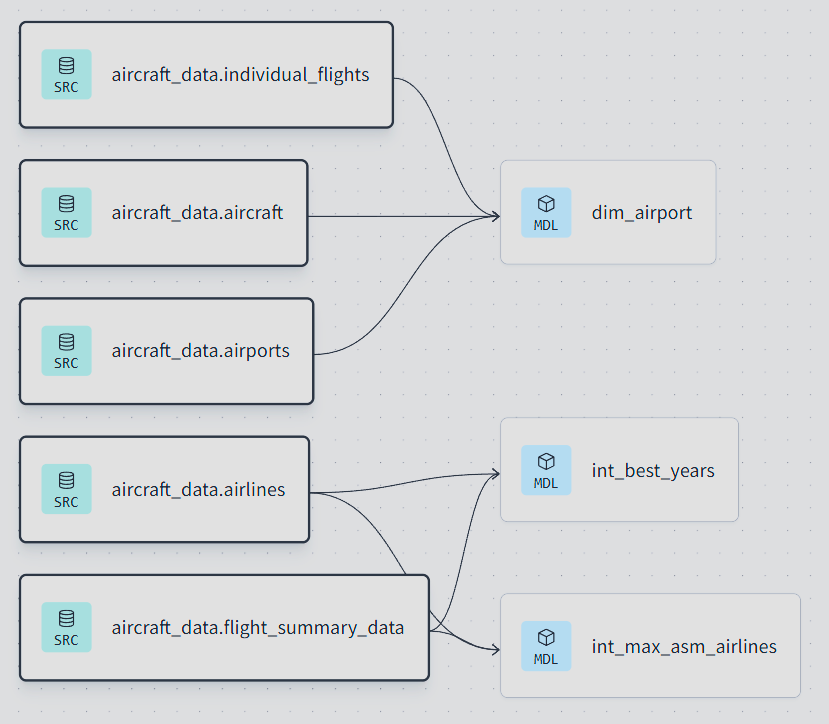 SRC
aircraft_data.individual_flights
SRC
aircraft_data.aircraft
MDL
dim_airport
SRC
aircraft_data.airports
SRC
aircraft_data.airlines
MDL
int_best_years
SRC
aircraft_data.flight_summary_data
MDL
int_max_asm_airlines